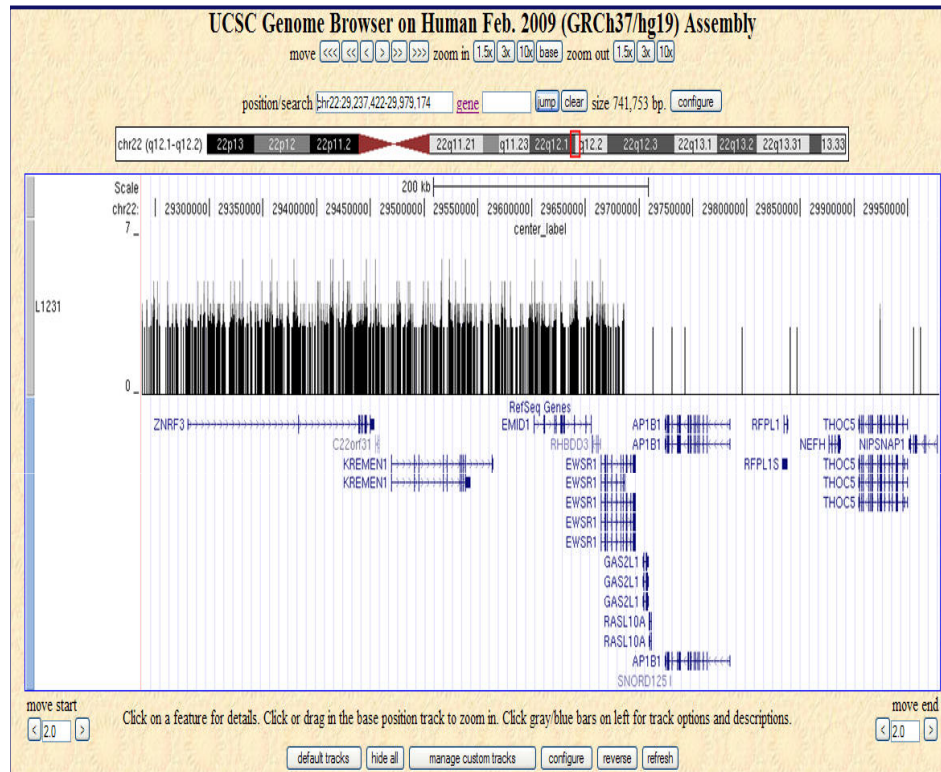 UCSC Genome Browser on Human Feb. 2009 (GRCh37/hg19) Assembly
move <<< << < > >> >>> zoom in 1.5x 3x 10x base zoom out 1.5x 3x 10x
position/search chr22:29,237,422-29,979,174 gene jump clear size 741,753 bp. configure
chr22 (q12.1-q12.2) 22p13 22p12 22p11.2 22q11.21 q11.23 22q12.1 q12.2 22q12.3 22q13.1 22q13.2 22q13.31 13.33
Scale 200 kb
chr22: 29300000 29350000 29400000 29450000 29500000 29550000 29600000 29650000 29700000 29750000 29800000 29850000 29900000 29950000
7 _ center_label
L1231
0 _
RefSeq Genes
ZNRF3 EMID1 AP1B1 RFPL1 THOC5
C22orf31 RHBDD3 AP1B1 NEFH NIPSNAP1
KREMEN1 EWSR1 RFPL1S THOC5
KREMEN1 EWSR1 THOC5
EWSR1 THOC5
EWSR1
EWSR1
GAS2L1
GAS2L1
GAS2L1
RASL10A
RASL10A
AP1B1
SNORD125
move start move end
< 2.0 > Click on a feature for details. Click or drag in the base position track to zoom in. Click gray/blue bars on left for track options and descriptions. < 2.0 >
default tracks hide all manage custom tracks configure reverse refresh